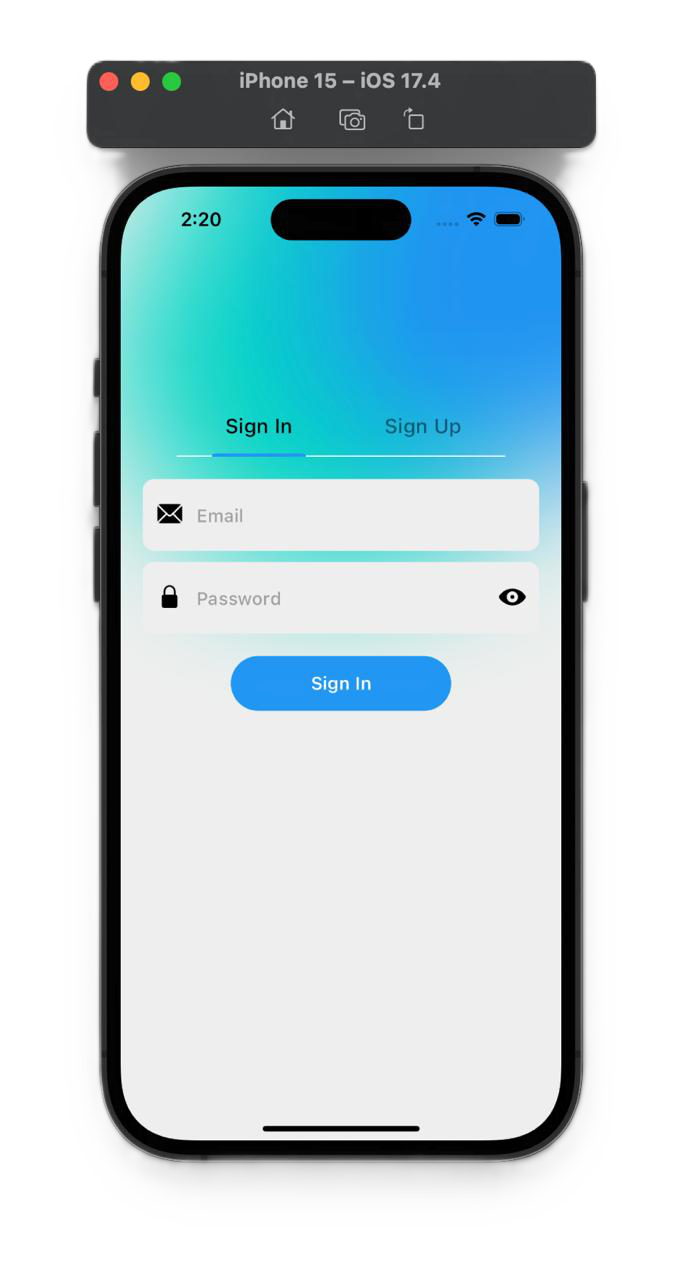 iPhone 15 – iOS 17.4
2:20
Sign In Sign Up
Email
Password
Sign In